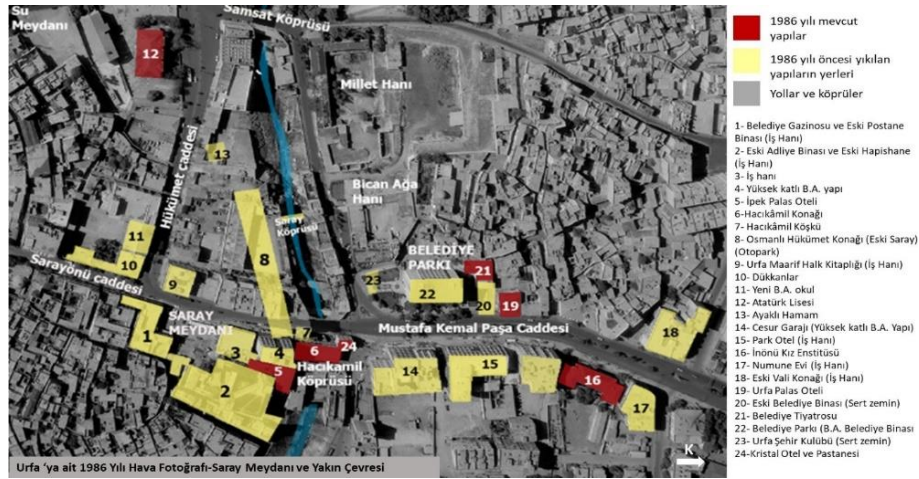 Su
Meydanı
Samsat Köprüsü
12
Millet Hanı
Hükümet caddesi
13
Bican Ağa
Hanı
Saray
Köprüsü
11
8
BELEDİYE
PARKI
10
Sarayönü caddesi
9
23
22
21
20
19
SARAY
MEYDANI
Mustafa Kemal Paşa Caddesi
18
1
3
4
7
6
24
Hacıkamil
Köprüsü
5
2
14
15
16
17
K
Urfa 'ya ait 1986 Yılı Hava Fotoğrafı-Saray Meydanı ve Yakın Çevresi
1986 yılı mevcut
yapılar
1986 yılı öncesi yıkılan
yapıların yerleri
Yollar ve köprüler
1- Belediye Gazinosu ve Eski Postane
Binası (İş Hanı)
2- Eski Adliye Binası ve Eski Hapishane
(İş Hanı)
3- İş hanı
4- Yüksek katlı B.A. yapı
5- İpek Palas Oteli
6-Hacıkâmil Konağı
7- Hacıkâmil Köşkü
8- Osmanlı Hükümet Konağı (Eski Saray)
(Otopark)
9- Urfa Maarif Halk Kitaplığı (İş Hanı)
10- Dükkanlar
11- Yeni B.A. okul
12- Atatürk Lisesi
13- Ayaklı Hamam
14- Cesur Garajı (Yüksek katlı B.A. Yapı)
15- Park Otel (İş Hanı)
16- İnönü Kız Enstitüsü
17- Numune Evi (İş Hanı)
18- Eski Vali Konağı (İş Hanı)
19- Urfa Palas Oteli
20- Eski Belediye Binası (Sert zemin)
21- Belediye Tiyatrosu
22- Belediye Parkı (B.A. Belediye Binası
23- Urfa Şehir Kulübü (Sert zemin)
24-Kristal Otel ve Pastanesi